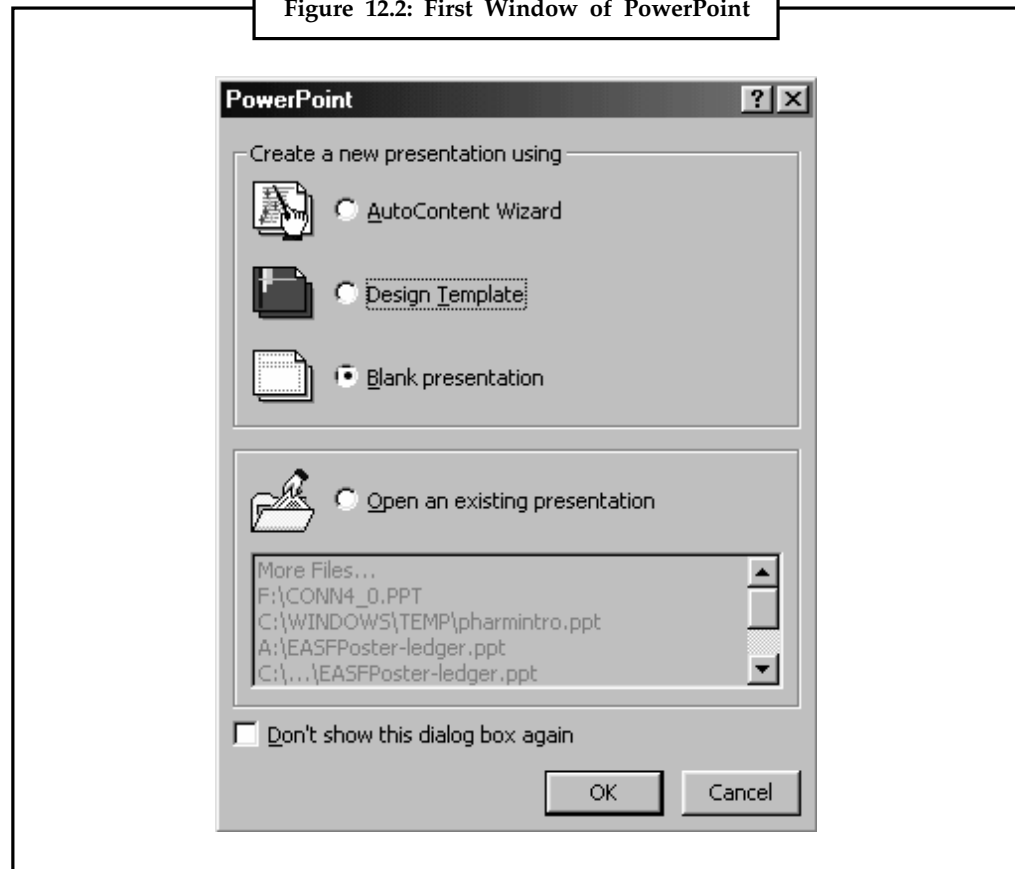 Figure 12.2: First Window of PowerPoint
PowerPoint
Create a new presentation using
AutoContent Wizard
Design Template
Blank presentation
Open an existing presentation
More Files...
F:\CONN4_0.PPT
C:\WINDOWS\TEMP\pharmintro.ppt
A:\EASFPoster-ledger.ppt
C:\...\EASFPoster-ledger.ppt
Don't show this dialog box again
OK Cancel